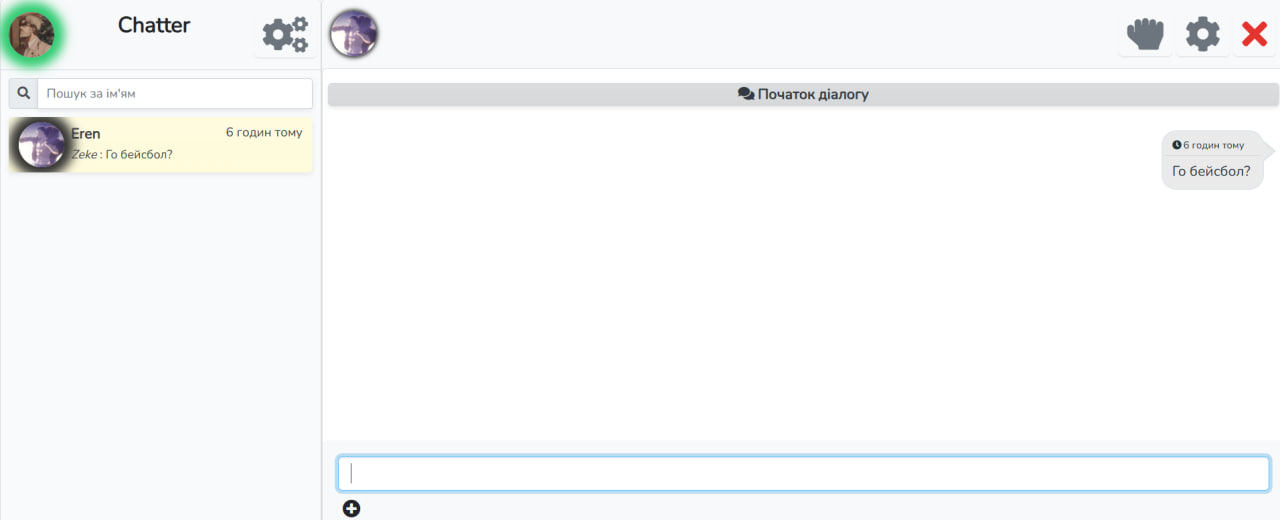 Chatter
Пошук за ім'ям
Eren
6 годин тому
Zeke : Го бейсбол?
Початок діалогу
6 годин тому
Го бейсбол?